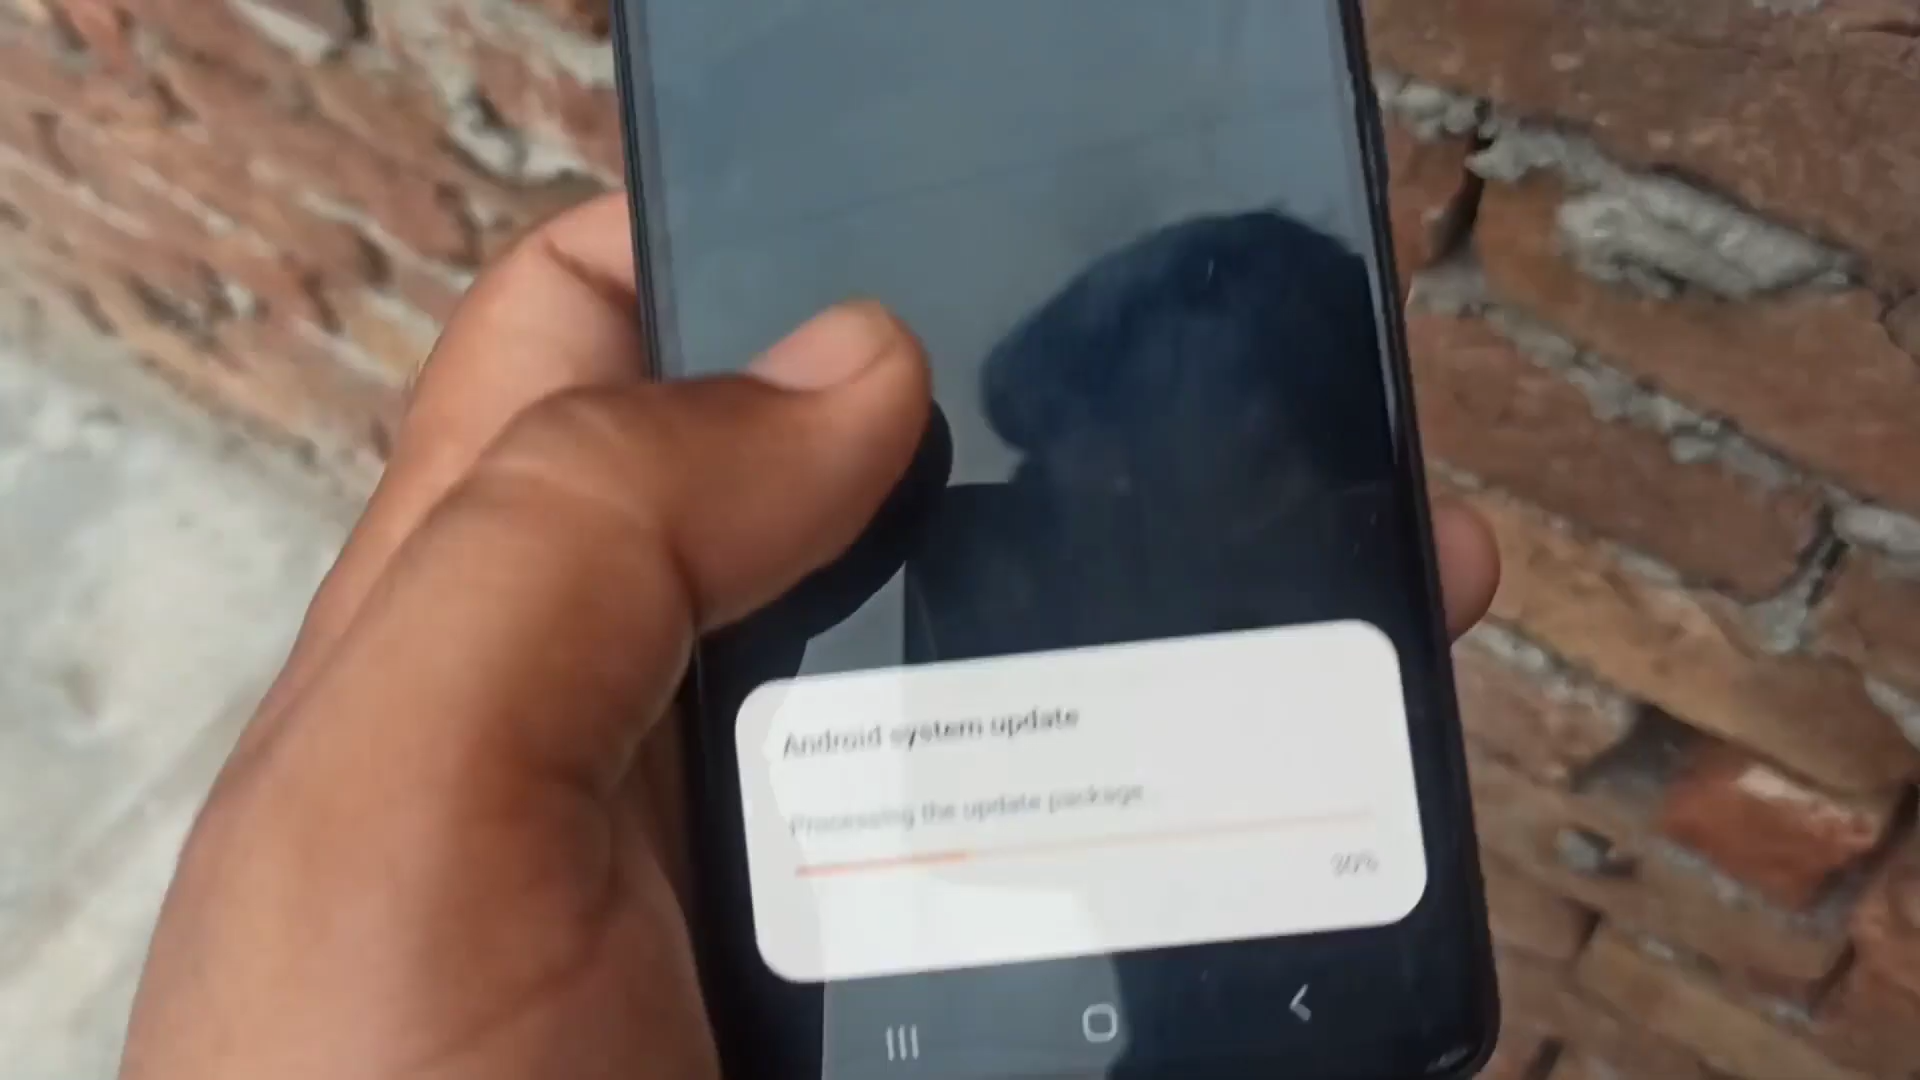 Android system update
Processing the update package
30%